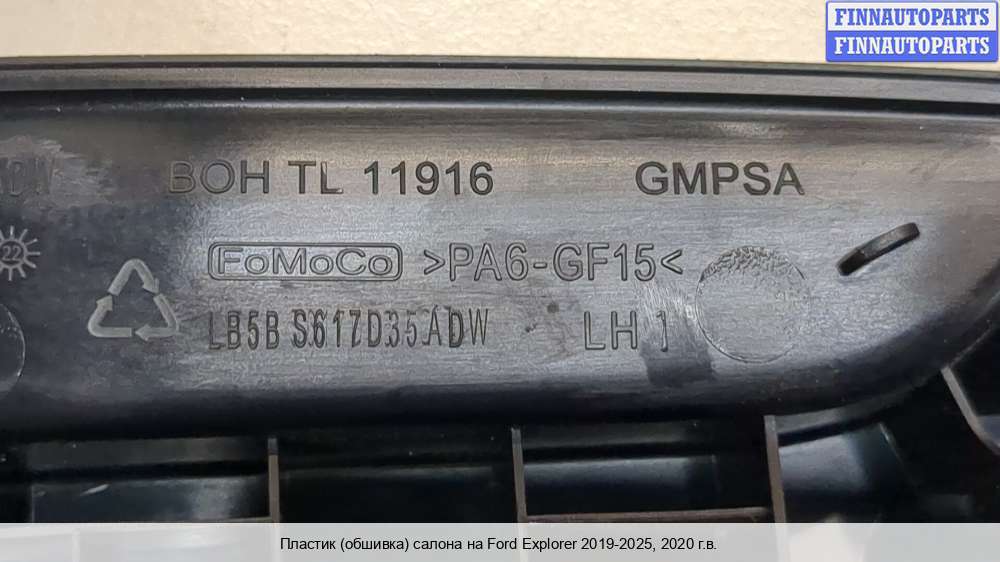 FINNAUTOPARTS
FINNAUTOPARTS
BOH TL 11916 GMPSA
22
FoMoCo >PA6-GF15<
LB5B S617D35ADW LH 1
Пластик (обшивка) салона на Ford Explorer 2019-2025, 2020 г.в.